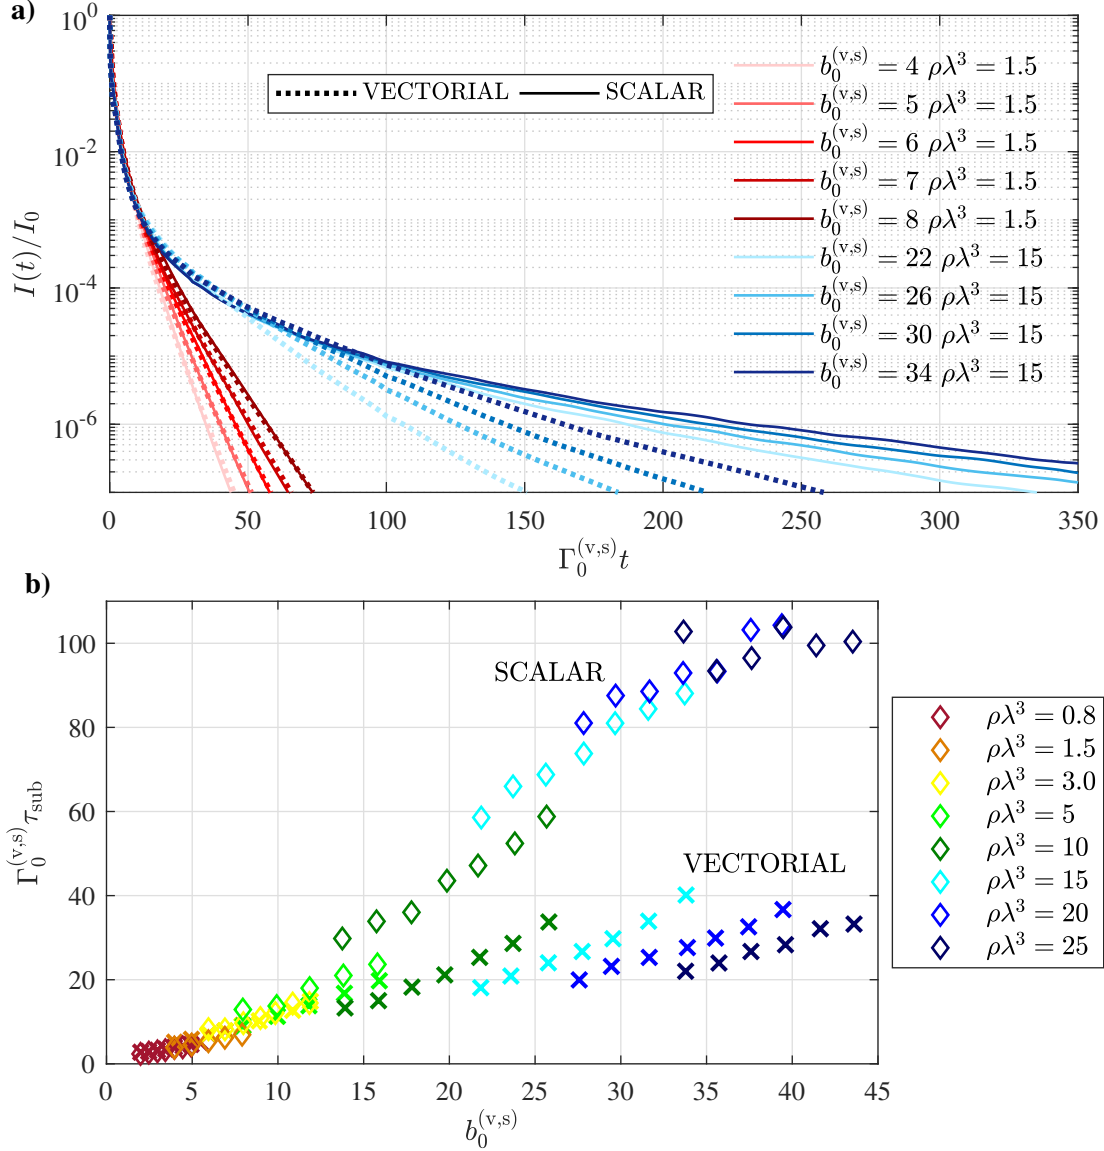 a)
10^0
10^{-2}
10^{-4}
10^{-6}
I(t)/I_0
VECTORIAL SCALAR
b_0^{(v,s)} = 4 ρλ^3 = 1.5
b_0^{(v,s)} = 5 ρλ^3 = 1.5
b_0^{(v,s)} = 6 ρλ^3 = 1.5
b_0^{(v,s)} = 7 ρλ^3 = 1.5
b_0^{(v,s)} = 8 ρλ^3 = 1.5
b_0^{(v,s)} = 22 ρλ^3 = 15
b_0^{(v,s)} = 26 ρλ^3 = 15
b_0^{(v,s)} = 30 ρλ^3 = 15
b_0^{(v,s)} = 34 ρλ^3 = 15
0 50 100 150 200 250 300 350
Γ_0^{(v,s)}t
b)
100
80
60
40
20
0
Γ_0^{(v,s)}τ_{sub}
SCALAR
VECTORIAL
0 5 10 15 20 25 30 35 40 45
b_0^{(v,s)}
ρλ^3 = 0.8
ρλ^3 = 1.5
ρλ^3 = 3.0
ρλ^3 = 5
ρλ^3 = 10
ρλ^3 = 15
ρλ^3 = 20
ρλ^3 = 25